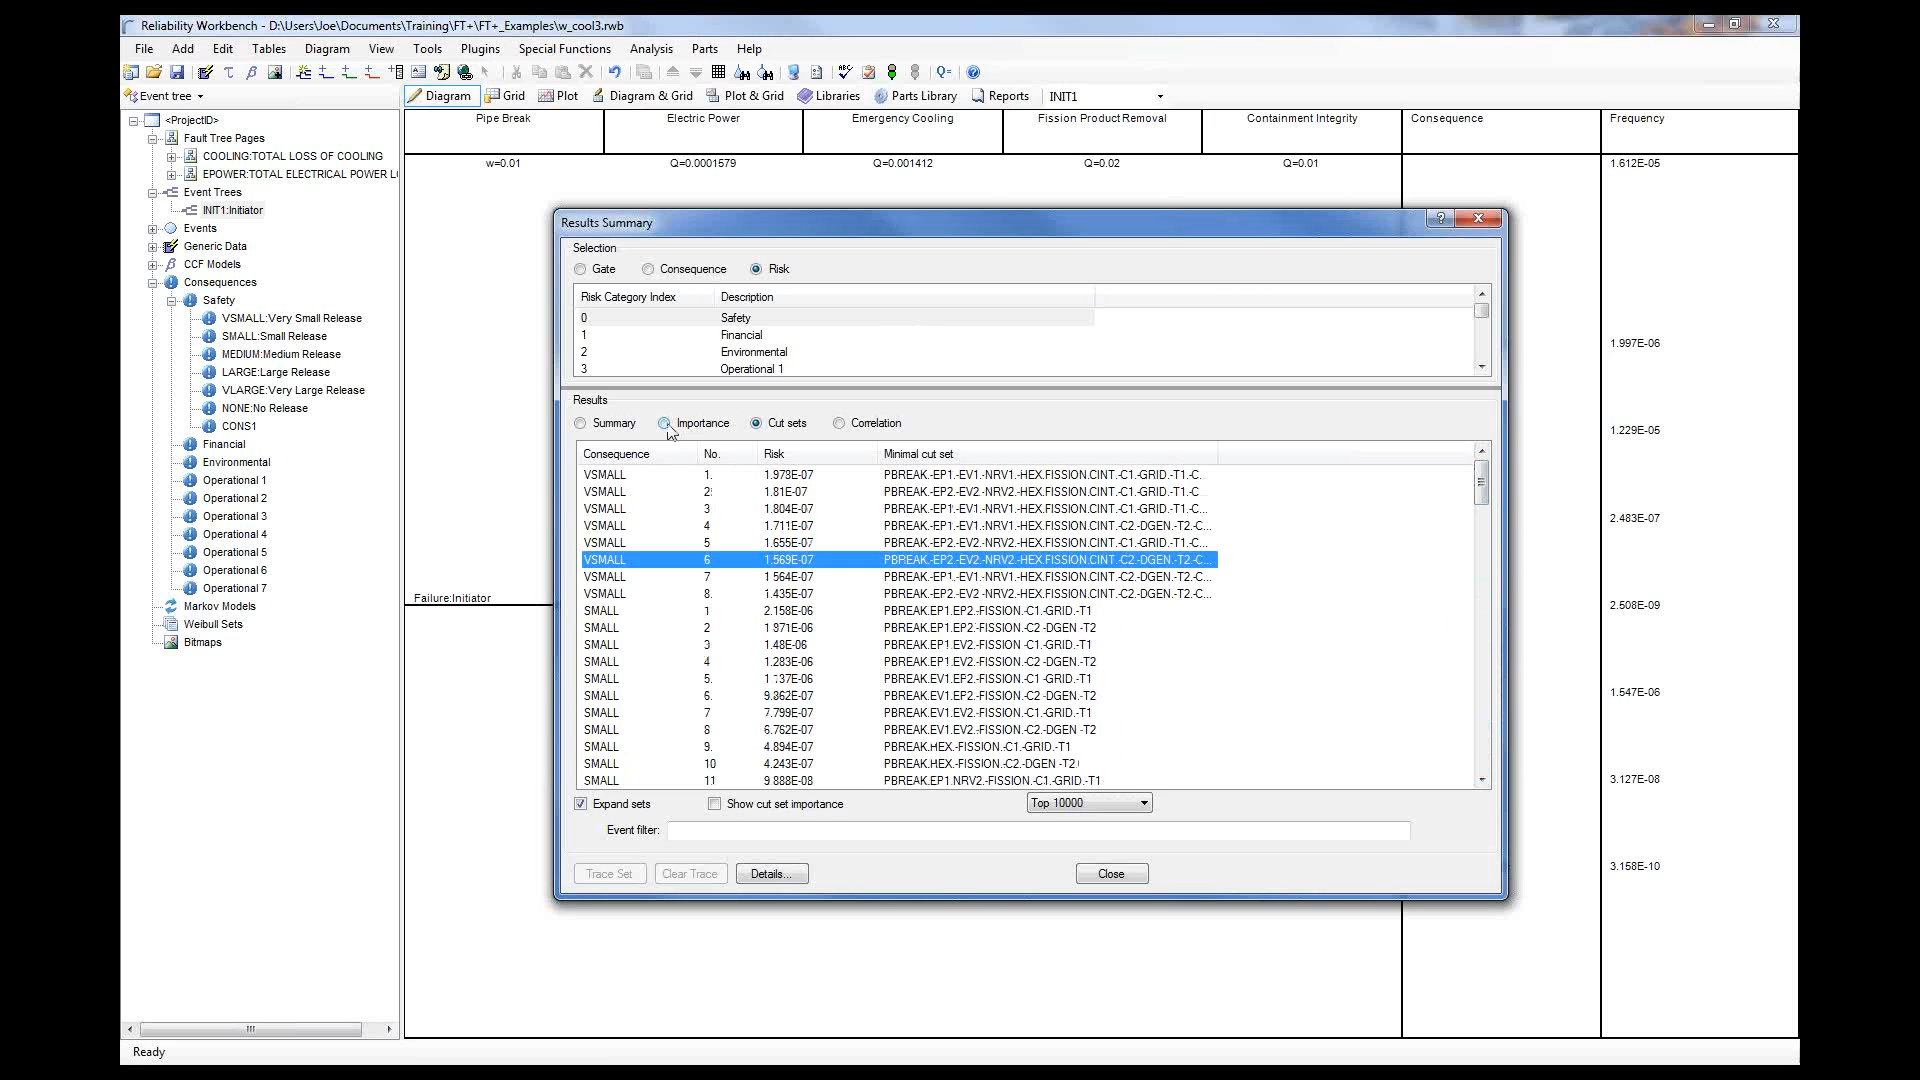 Reliability Workbench - D:\Users\Joe\Documents\Training\FT+\FT+_Examples\w_cool3.rwb
File Add Edit Tables Diagram View Tools Plugins Special Functions Analysis Parts Help
Event tree
Diagram Grid Plot Diagram & Grid Plot & Grid Libraries Parts Library Reports INIT1
<ProjectID>
Fault Tree Pages
COOLING:TOTAL LOSS OF COOLING
EPOWER:TOTAL ELECTRICAL POWER L
Event Trees
INIT1:Initiator
Events
Generic Data
CCF Models
Consequences
Safety
VSMALL:Very Small Release
SMALL:Small Release
MEDIUM:Medium Release
LARGE:Large Release
VLARGE:Very Large Release
NONE:No Release
CONS1
Financial
Environmental
Operational 1
Operational 2
Operational 3
Operational 4
Operational 5
Operational 6
Operational 7
Markov Models
Weibull Sets
Bitmaps
Pipe Break Electric Power Emergency Cooling Fission Product Removal Containment Integrity Consequence Frequency
w=0.01 Q=0.0001579 Q=0.001412 Q=0.02 Q=0.01 1.612E-05
1.997E-06
1.229E-05
2.483E-07
2.508E-09
1.547E-06
3.127E-08
3.158E-10
Failure:Initiator
Results Summary
Selection
Gate Consequence Risk
Risk Category Index Description
0 Safety
1 Financial
2 Environmental
3 Operational 1
Results
Summary Importance Cut sets Correlation
Consequence No. Risk Minimal cut set
VSMALL 1. 1.973E-07 PBREAK.-EP1.-EV1.-NRV1.-HEX.FISSION.CINT.-C1.-GRID.-T1.-C...
VSMALL 2 1.81E-07 PBREAK.-EP2.-EV2.-NRV2.-HEX.FISSION.CINT.-C1.-GRID.-T1.-C...
VSMALL 3 1.804E-07 PBREAK.-EP1.-EV1.-NRV2.-HEX.FISSION.CINT.-C1.-GRID.-T1.-C...
VSMALL 4 1.711E-07 PBREAK.-EP1.-EV1.-NRV1.-HEX.FISSION.CINT.-C2.-DGEN.-T2.-C...
VSMALL 5 1.655E-07 PBREAK.-EP2.-EV2.-NRV2.-HEX.FISSION.CINT.-C1.-GRID.-T1.-C...
VSMALL 6 1.569E-07 PBREAK.-EP2.-EV2.-NRV2.-HEX.FISSION.CINT.-C2.-DGEN.-T2.-C...
VSMALL 7 1.564E-07 PBREAK.-EP1.-EV1.-NRV1.-HEX.FISSION.CINT.-C2.-DGEN.-T2.-C...
VSMALL 8. 1.435E-07 PBREAK.-EP2.-EV2.-NRV2.-HEX.FISSION.CINT.-C2.-DGEN.-T2.-C...
SMALL 1 2.158E-06 PBREAK.EP1.EP2.-FISSION.-C1.-GRID.-T1
SMALL 2 1.871E-06 PBREAK.EP1.EP2.-FISSION.-C2.-DGEN.-T2
SMALL 3 1.48E-06 PBREAK.EP1.EV2.-FISSION.-C1.-GRID.-T1
SMALL 4 1.283E-06 PBREAK.EP1.EV2.-FISSION.-C2.-DGEN.-T2
SMALL 5. 1.137E-06 PBREAK.EV1.EP2.-FISSION.-C1.-GRID.-T1
SMALL 6. 9.862E-07 PBREAK.EV1.EP2.-FISSION.-C2.-DGEN.-T2
SMALL 7 7.799E-07 PBREAK.EV1.EV2.-FISSION.-C1.-GRID.-T1
SMALL 8 6.762E-07 PBREAK.EV1.EV2.-FISSION.-C2.-DGEN.-T2
SMALL 9. 4.894E-07 PBREAK.HEX.-FISSION.-C1.-GRID.-T1
SMALL 10 4.243E-07 PBREAK.HEX.-FISSION.-C2.-DGEN.-T2
SMALL 11 9.888E-08 PBREAK.EP1.NRV2.-FISSION.-C1.-GRID.-T1
Expand sets Show cut set importance Top 10000
Event filter:
Trace Set Clear Trace Details... Close
Ready